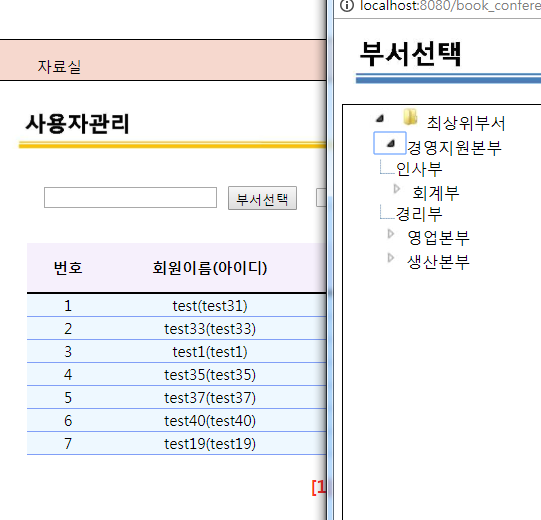 자료실
사용자관리
부서선택
번호 회원이름(아이디)
1 test(test31)
2 test33(test33)
3 test1(test1)
4 test35(test35)
5 test37(test37)
6 test40(test40)
7 test19(test19)
[1
localhost:8080/book_confere
부서선택
최상위부서
경영지원본부
인사부
회계부
경리부
영업본부
생산본부